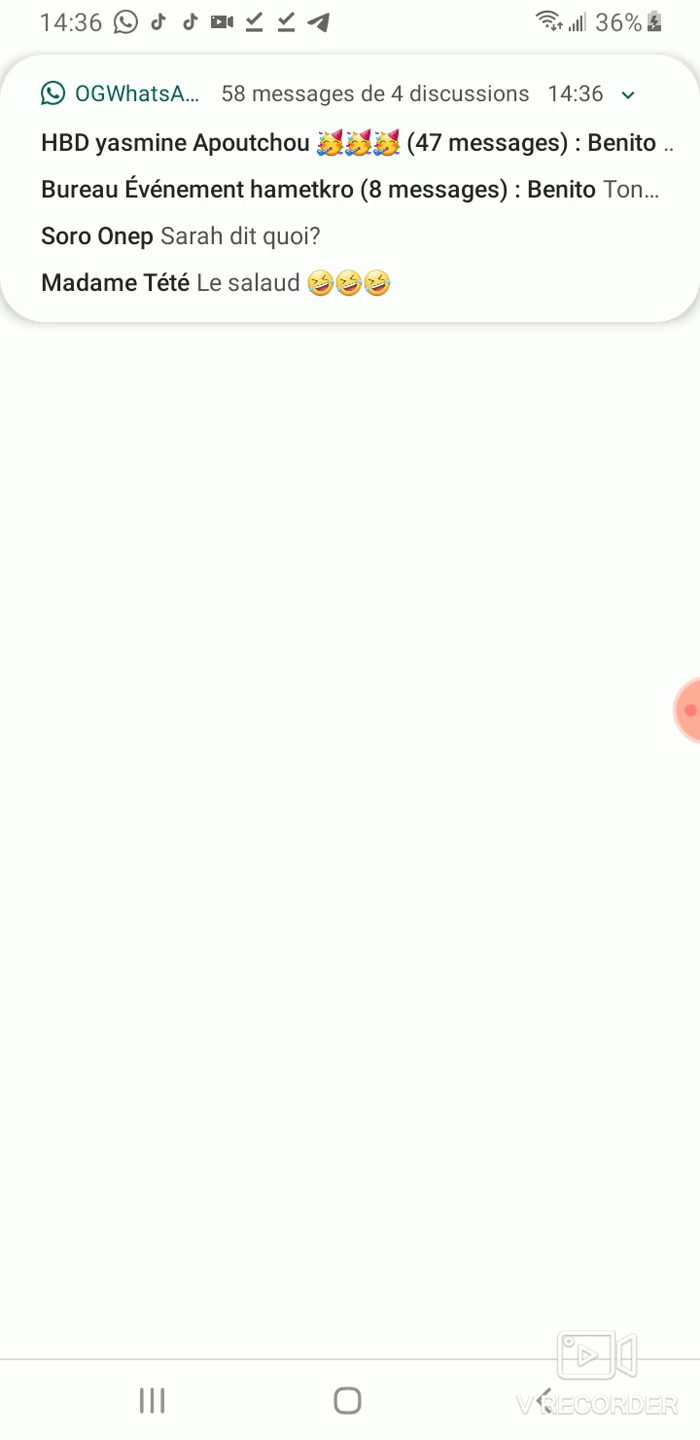 14:36 36%
OGWhatsA... 58 messages de 4 discussions 14:36
HBD yasmine Apoutchou 🥳🥳🥳 (47 messages) : Benito ..
Bureau Événement hametkro (8 messages) : Benito Ton...
Soro Onep Sarah dit quoi?
Madame Tété Le salaud 🤣🤣🤣
V RECORDER